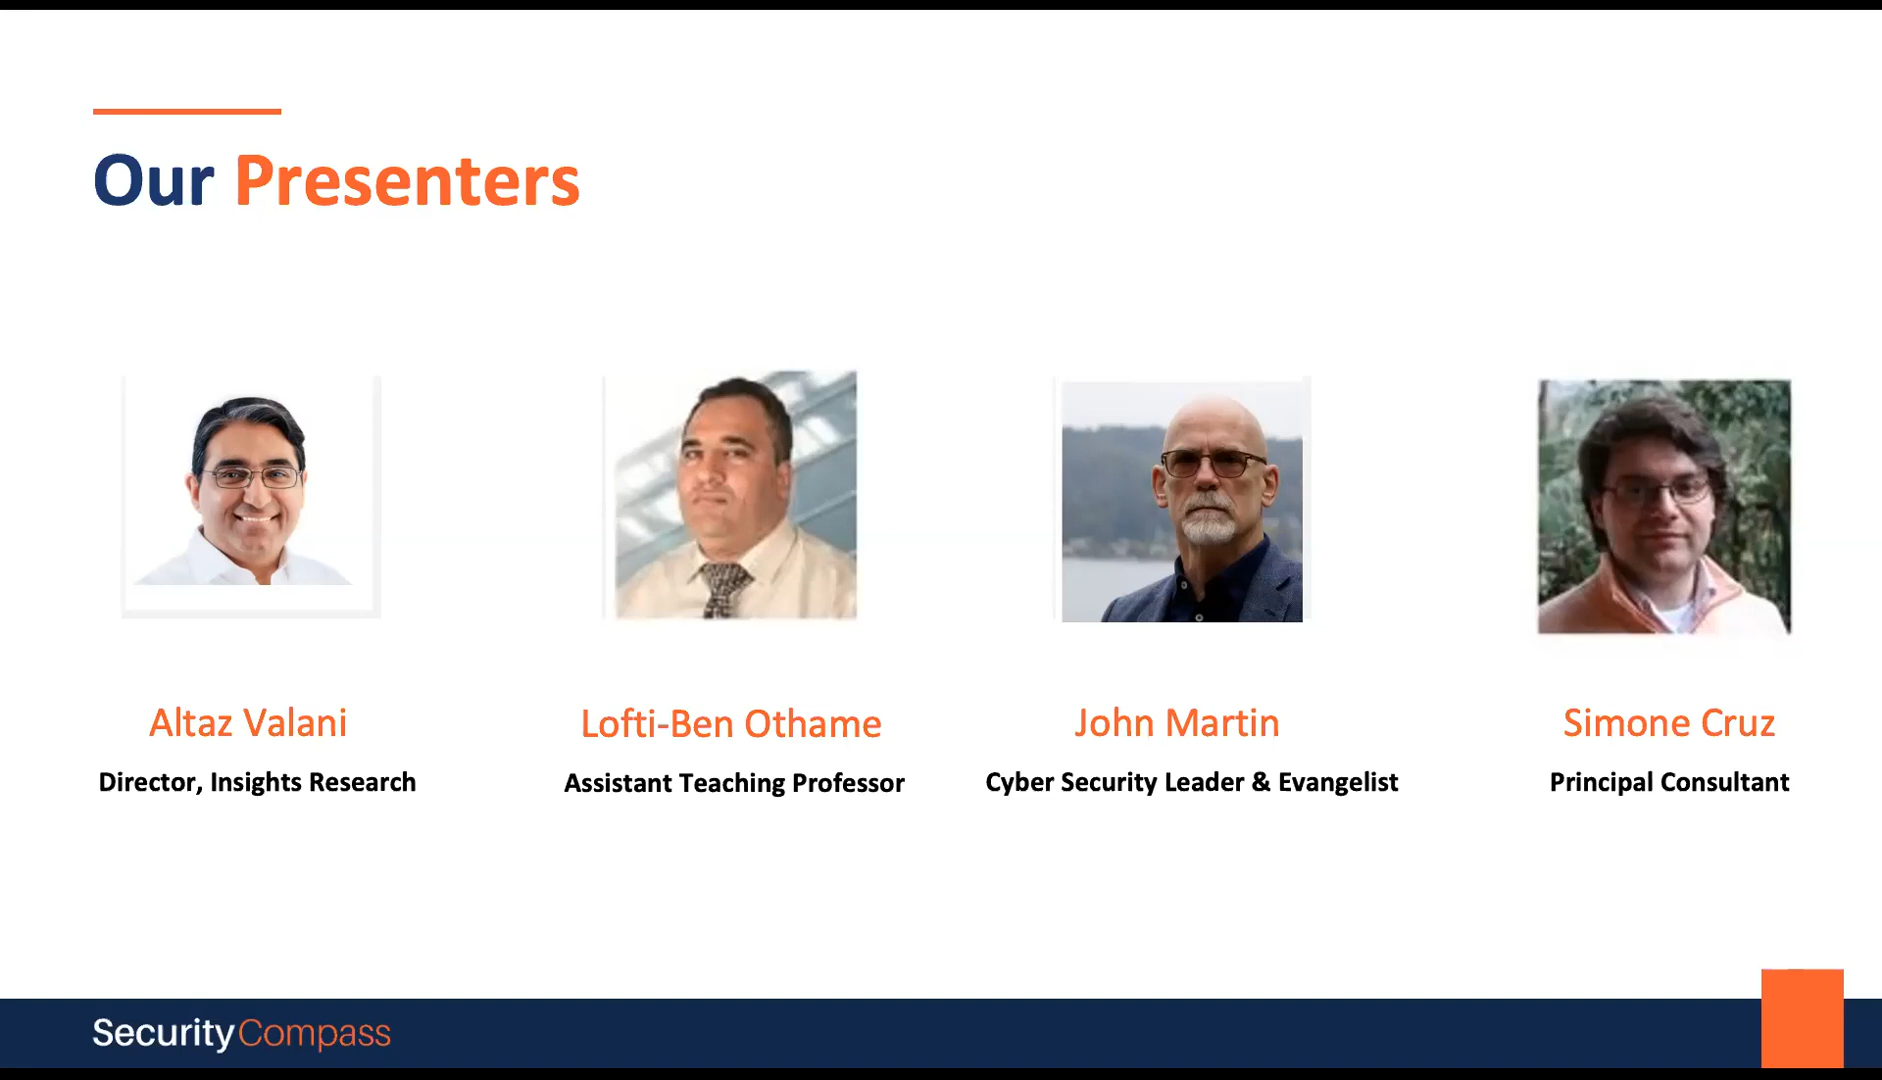 Our Presenters
Altaz Valani
Lofti-Ben Othame
John Martin
Simone Cruz
Director, Insights Research
Assistant Teaching Professor
Cyber Security Leader & Evangelist
Principal Consultant
SecurityCompass